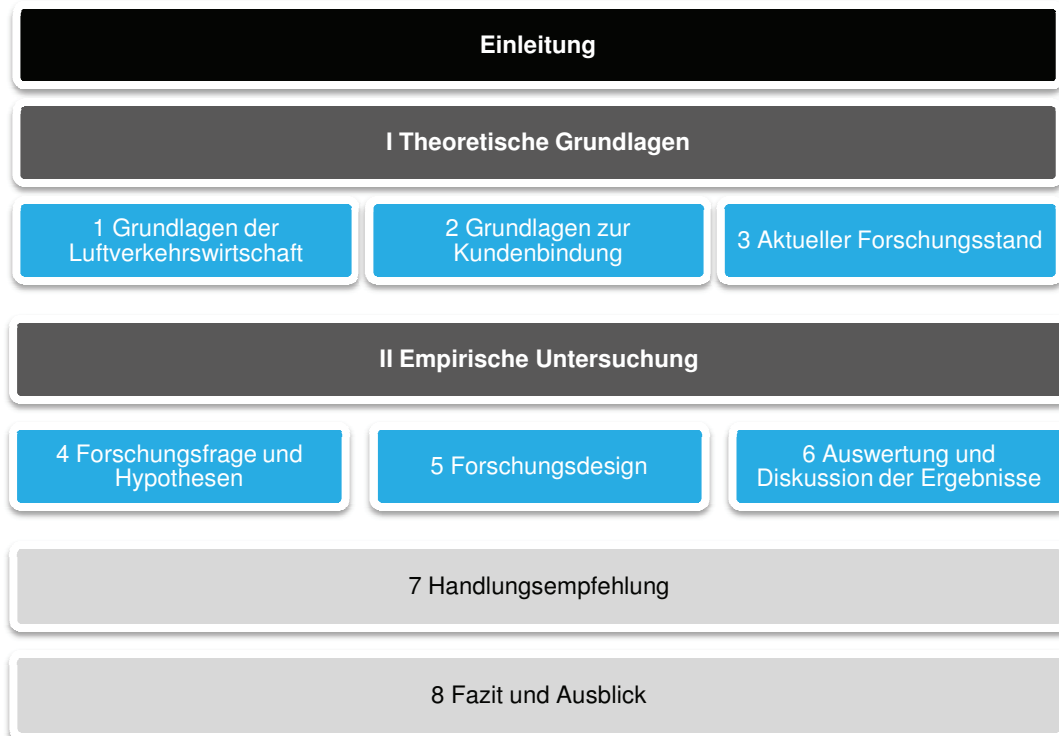 Einleitung
I Theoretische Grundlagen
1 Grundlagen der
Luftverkehrswirtschaft
2 Grundlagen zur
Kundenbindung
3 Aktueller Forschungsstand
II Empirische Untersuchung
4 Forschungsfrage und
Hypothesen
5 Forschungsdesign
6 Auswertung und
Diskussion der Ergebnisse
7 Handlungsempfehlung
8 Fazit und Ausblick